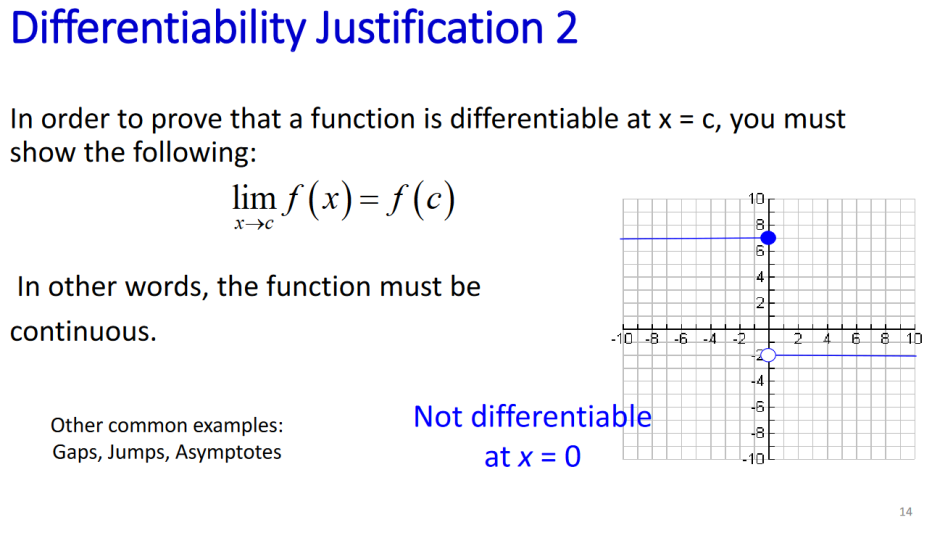 Differentiability Justification 2
In order to prove that a function is differentiable at x = c, you must
show the following:
lim f(x) = f(c)
x→c
In other words, the function must be
continuous.
10
8
6
4
2
-10 -8 -6 -4 -2 2 4 6 8 10
-2
-4
-6
-8
-10
Other common examples:
Gaps, Jumps, Asymptotes
Not differentiable
at x = 0
14